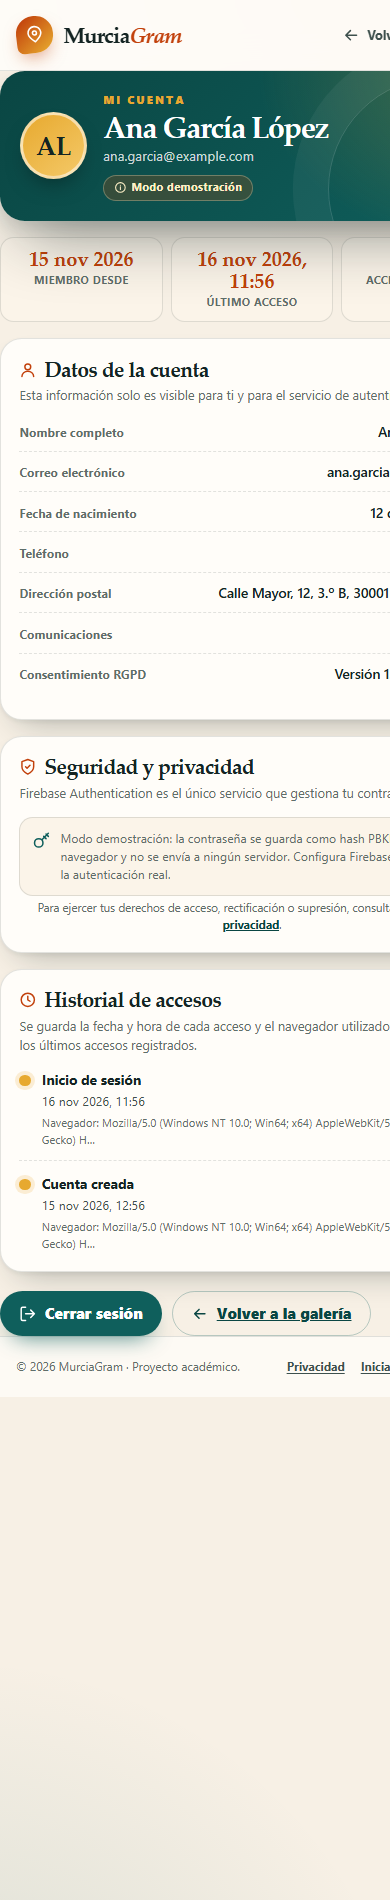 MurciaGram
← Volv
MI CUENTA
AL
Ana García López
ana.garcia@example.com
Modo demostración
15 nov 2026
MIEMBRO DESDE
16 nov 2026,
11:56
ÚLTIMO ACCESO
ACC
Datos de la cuenta
Esta información solo es visible para ti y para el servicio de autent
Nombre completo
Ar
Correo electrónico
ana.garcia
Fecha de nacimiento
12 d
Teléfono
Dirección postal
Calle Mayor, 12, 3.º B, 30001
Comunicaciones
Consentimiento RGPD
Versión 1
Seguridad y privacidad
Firebase Authentication es el único servicio que gestiona tu contra
Modo demostración: la contraseña se guarda como hash PBK
navegador y no se envía a ningún servidor. Configura Firebase
la autenticación real.
Para ejercer tus derechos de acceso, rectificación o supresión, consult
privacidad.
Historial de accesos
Se guarda la fecha y hora de cada acceso y el navegador utilizado
los últimos accesos registrados.
Inicio de sesión
16 nov 2026, 11:56
Navegador: Mozilla/5.0 (Windows NT 10.0; Win64; x64) AppleWebKit/5
Gecko) H...
Cuenta creada
15 nov 2026, 12:56
Navegador: Mozilla/5.0 (Windows NT 10.0; Win64; x64) AppleWebKit/5
Gecko) H...
Cerrar sesión
← Volver a la galería
© 2026 MurciaGram · Proyecto académico.
Privacidad
Inicia